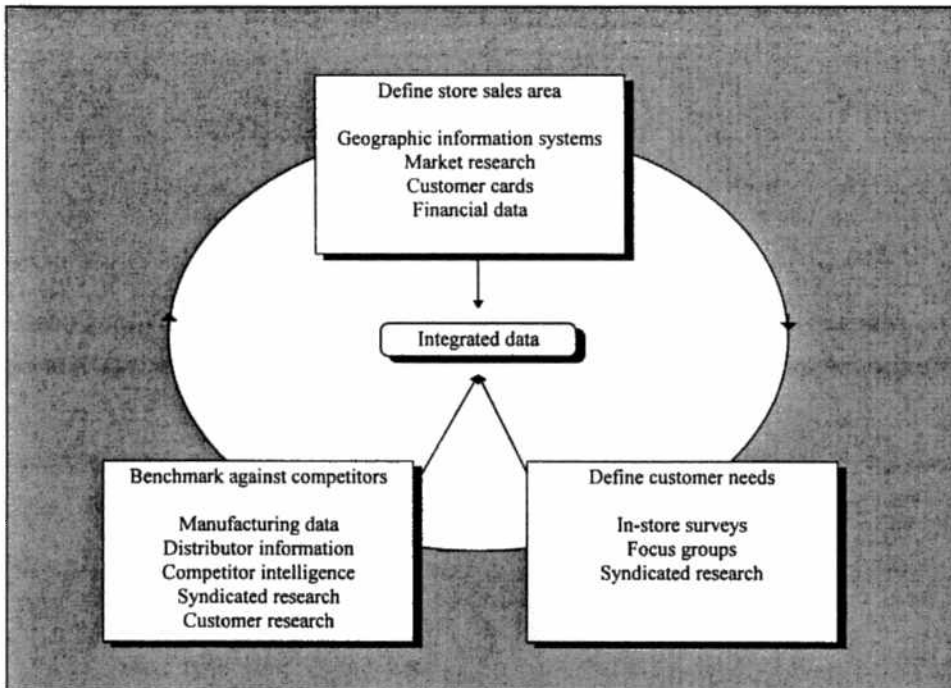 Define store sales area
Geographic information systems
Market research
Customer cards
Financial data
Integrated data
Benchmark against competitors
Manufacturing data
Distributor information
Competitor intelligence
Syndicated research
Customer research
Define customer needs
In-store surveys
Focus groups
Syndicated research